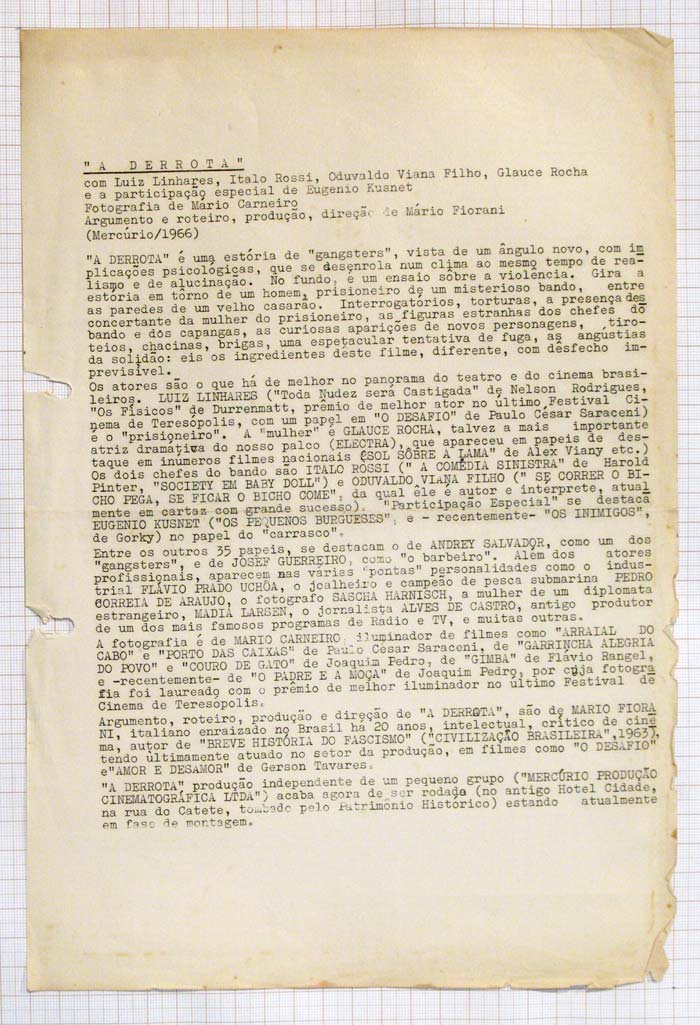 "A DERROTA"
com Luiz Linhares, Italo Rossi, Oduvaldo Viana Filho, Glauce Rocha
e a participação especial de Eugenio Kusnet
Fotografia de Mário Carneiro
Argumento e roteiro, produção, direção de Mário Fiorani
(Mercúrio/1966)
"A DERROTA" é uma estória de "gangsters", vista de um ângulo novo, com im
plicações psicológicas, que se desenrola num clima ao mesmo tempo de rea-
lismo e de alucinação. No fundo, é um ensaio sôbre a violência. Gira a
estória em tôrno de um homem, prisioneiro de um misterioso bando, entre
as paredes de um velho casarão. Interrogatórios, torturas, a presença des
concertante da mulher do prisioneiro, as figuras estranhas dos chefes do
bando e dos capangas, as curiosas aparições de novos personagens, tiro-
teios, chacinas, brigas, uma espetacular tentativa de fuga, as angústias
da solidão: eis os ingredientes dêste filme, diferente, com desfecho im-
previsível.
Os atores são o que há de melhor no panorama do teatro e do cinema brasi-
leiros. LUIZ LINHARES ("Toda Nudez será Castigada" de Nelson Rodrigues,
"Os Físicos" de Durrenmatt, prêmio de melhor ator no último Festival Ci-
nema de Teresópolis, com um papel em "O DESAFIO" de Paulo César Saraceni)
é o "prisioneiro". A "mulher" é GLAUCE ROCHA, talvez a mais importante
atriz dramática do nosso palco (ELECTRA), que apareceu em papeis de des-
taque em inúmeros filmes nacionais (SOL SÔBRE A LAMA" de Alex Viany etc.)
Os dois chefes do bando são ITALO ROSSI (" A COMÉDIA SINISTRA" de Harold
Pinter, "SOCIETY EM BABY DOLL") e ODUVALDO VIANA FILHO (" SE CORRER O BI-
CHO PEGA, SE FICAR O BICHO COME", da qual êle é autor e interprete, atual
mente em cartaz com grande sucesso). "Participação Especial" se destaca
EUGENIO KUSNET ("OS PEQUENOS BURGUESES", e - recentemente- "OS INIMIGOS",
de Gorky) no papel do "carrasco".
Entre os outros 35 papeis, se destacam o de ANDREY SALVADOR, como um dos
"gangsters", e de JOSEF GUERREIRO, como "o barbeiro". Além dos atores
profissionais, aparecem nas várias "pontas" personalidades como o indus-
trial FLÁVIO PRADO UCHÔA, o joalheiro e campeão de pesca submarina PEDRO
CORREIA DE ARAUJO, o fotógrafo SASCHA HARNISCH, a mulher de um diplomata
estrangeiro, MADIA LARSEN, o jornalista ALVES DE CASTRO, antigo produtor
de um dos mais famosos programas de Radio e TV, e muitas outras.
A fotografia é de MARIO CARNEIRO, iluminador de filmes como "ARRAIAL DO
CABO" e "PORTO DAS CAIXAS" de Paulo César Saraceni, de "GARRINCHA ALEGRIA
DO POVO" e "COURO DE GATO" de Joaquim Pedro, de "GIMBA" de Flávio Rangel,
e -recentemente- de "O PADRE E A MOÇA" de Joaquim Pedro, por cuja fotogra
fia foi laureado com o prêmio de melhor iluminador no último Festival de
Cinema de Teresópolis.
Argumento, roteiro, produção e direção de "A DERROTA", são de MARIO FIORA
NI, italiano enraizado no Brasil há 20 anos, intelectual, crítico de cine
ma, autor de "BREVE HISTÓRIA DO FASCISMO" ("CIVILIZAÇÃO BRASILEIRA",1963),
tendo últimamente atuado no setor da produção, em filmes como "O DESAFIO"
e"AMOR E DESAMOR" de Gerson Tavares.
"A DERROTA" produção independente de um pequeno grupo ("MERCÚRIO PRODUÇÃO
CINEMATOGRÁFICA LTDA") acaba agora de ser rodada (no antigo Hotel Cidade,
na rua do Catete, tombado pelo Patrimônio Histórico) estando atualmente
em fase de montagem.